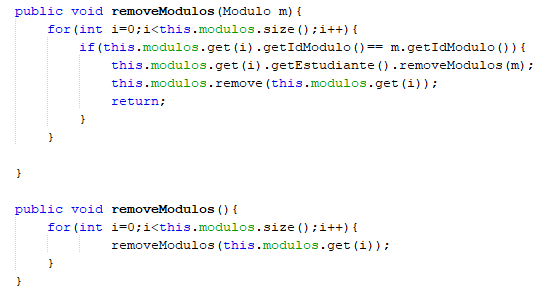 public void removeModulos(Modulo m){
for(int i=0;i<this.modulos.size();i++){
if(this.modulos.get(i).getIdModulo()== m.getIdModulo()){
this.modulos.get(i).getEstudiante().removeModulos(m);
this.modulos.remove(this.modulos.get(i));
return;
}
}
}
public void removeModulos(){
for(int i=0;i<this.modulos.size();i++){
removeModulos(this.modulos.get(i));
}
}